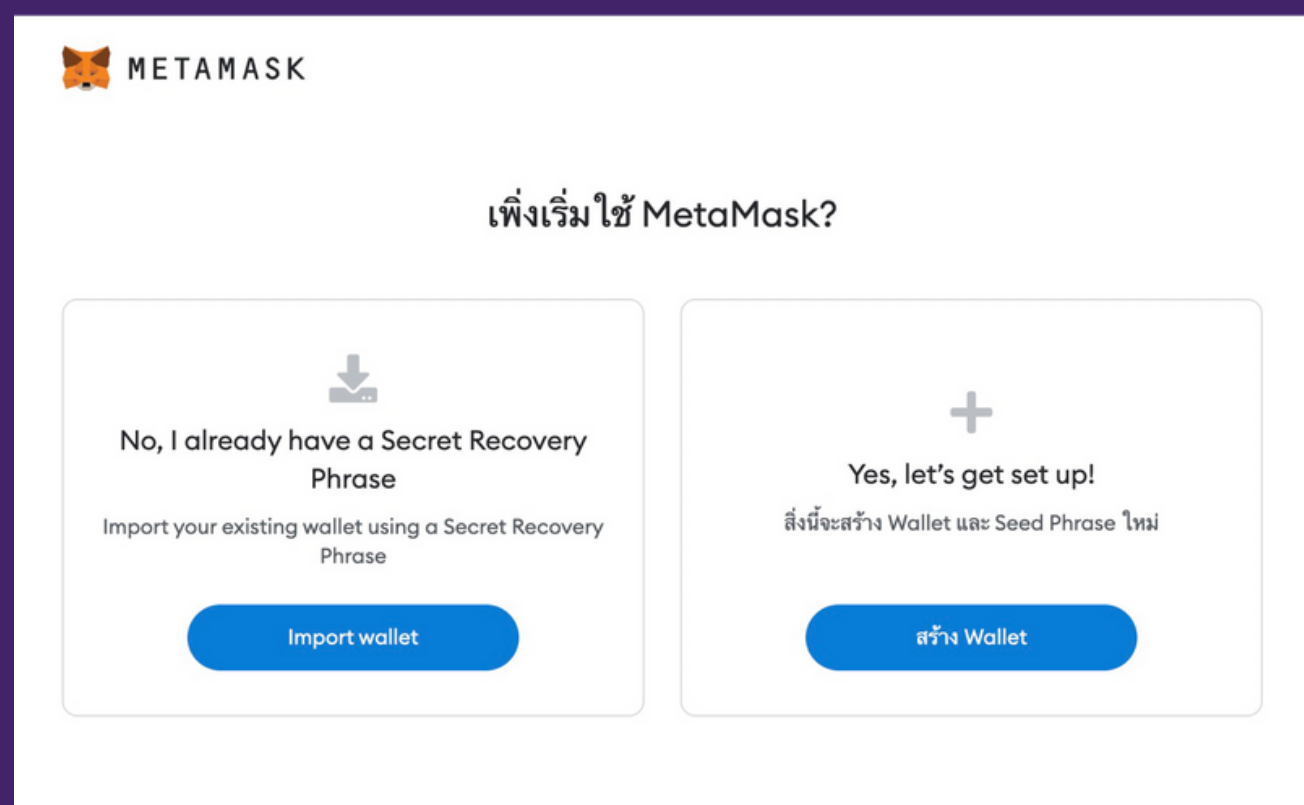 METAMASK
เพิ่งเริ่มใช้ MetaMask?
No, I already have a Secret Recovery
Phrase
Import your existing wallet using a Secret Recovery
Phrase
Import wallet
Yes, let’s get set up!
สิ่งนี้จะสร้าง Wallet และ Seed Phrase ใหม่
สร้าง Wallet